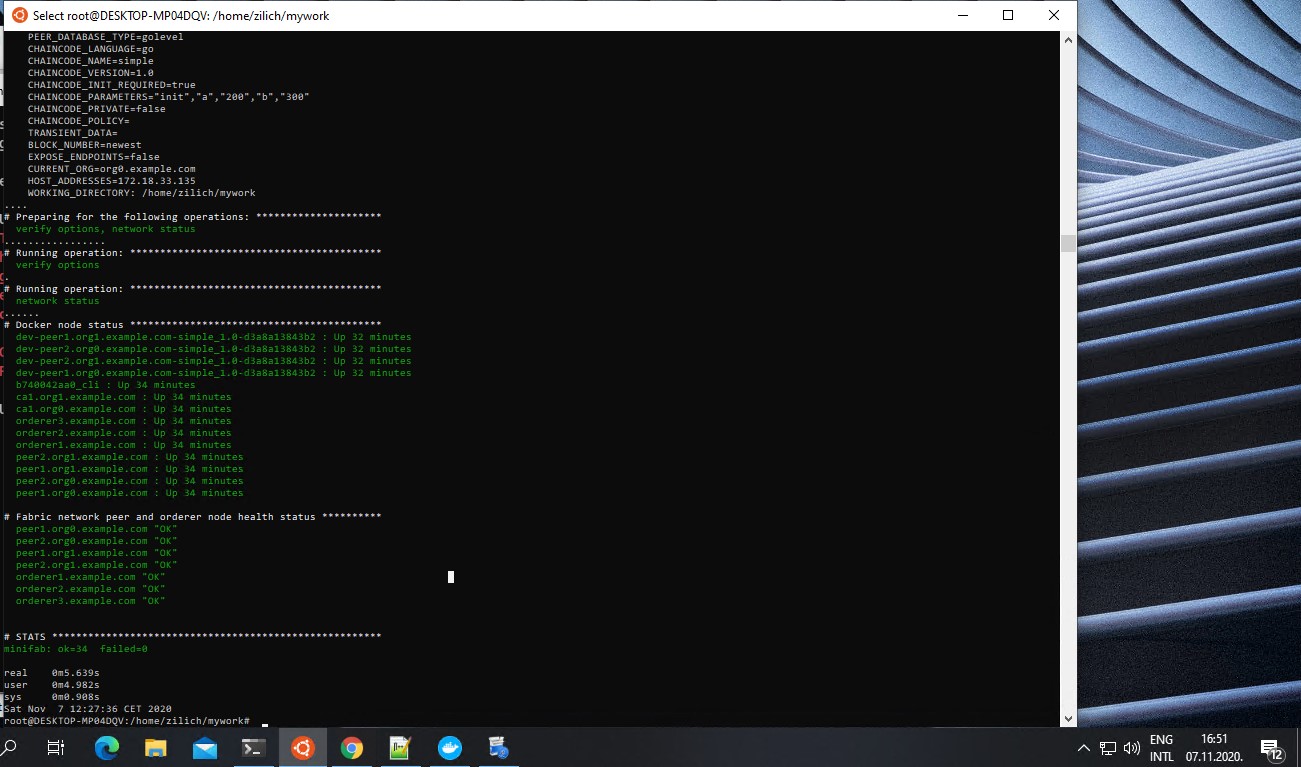 Select root@DESKTOP-MP04DQV: /home/zilich/mywork
PEER_DATABASE_TYPE=golevel
CHAINCODE_LANGUAGE=go
CHAINCODE_NAME=simple
CHAINCODE_VERSION=1.0
CHAINCODE_INIT_REQUIRED=true
CHAINCODE_PARAMETERS="init","a","200","b","300"
CHAINCODE_PRIVATE=false
CHAINCODE_POLICY=
TRANSIENT_DATA=
BLOCK_NUMBER=newest
EXPOSE_ENDPOINTS=false
CURRENT_ORG=org0.example.com
HOST_ADDRESSES=172.18.33.135
WORKING_DIRECTORY: /home/zilich/mywork
....
# Preparing for the following operations: *********************
verify options, network status
.................
# Running operation: ******************************************
verify options
.
# Running operation: ******************************************
network status
......
# Docker node status ******************************************
dev-peer1.org1.example.com-simple_1.0-d3a8a13843b2 : Up 32 minutes
dev-peer2.org0.example.com-simple_1.0-d3a8a13843b2 : Up 32 minutes
dev-peer2.org1.example.com-simple_1.0-d3a8a13843b2 : Up 32 minutes
dev-peer1.org0.example.com-simple_1.0-d3a8a13843b2 : Up 32 minutes
b740042aa0_cli : Up 34 minutes
ca1.org1.example.com : Up 34 minutes
ca1.org0.example.com : Up 34 minutes
orderer3.example.com : Up 34 minutes
orderer2.example.com : Up 34 minutes
orderer1.example.com : Up 34 minutes
peer2.org1.example.com : Up 34 minutes
peer1.org1.example.com : Up 34 minutes
peer2.org0.example.com : Up 34 minutes
peer1.org0.example.com : Up 34 minutes
# Fabric network peer and orderer node health status **********
peer1.org0.example.com "OK"
peer2.org0.example.com "OK"
peer1.org1.example.com "OK"
peer2.org1.example.com "OK"
orderer1.example.com "OK"
orderer2.example.com "OK"
orderer3.example.com "OK"
# STATS *******************************************************
minifab: ok=34  failed=0
real    0m5.639s
user    0m4.982s
sys     0m0.908s
Sat Nov  7 12:27:36 CET 2020
root@DESKTOP-MP04DQV:/home/zilich/mywork#
ENG
INTL
16:51
07.11.2020.
12